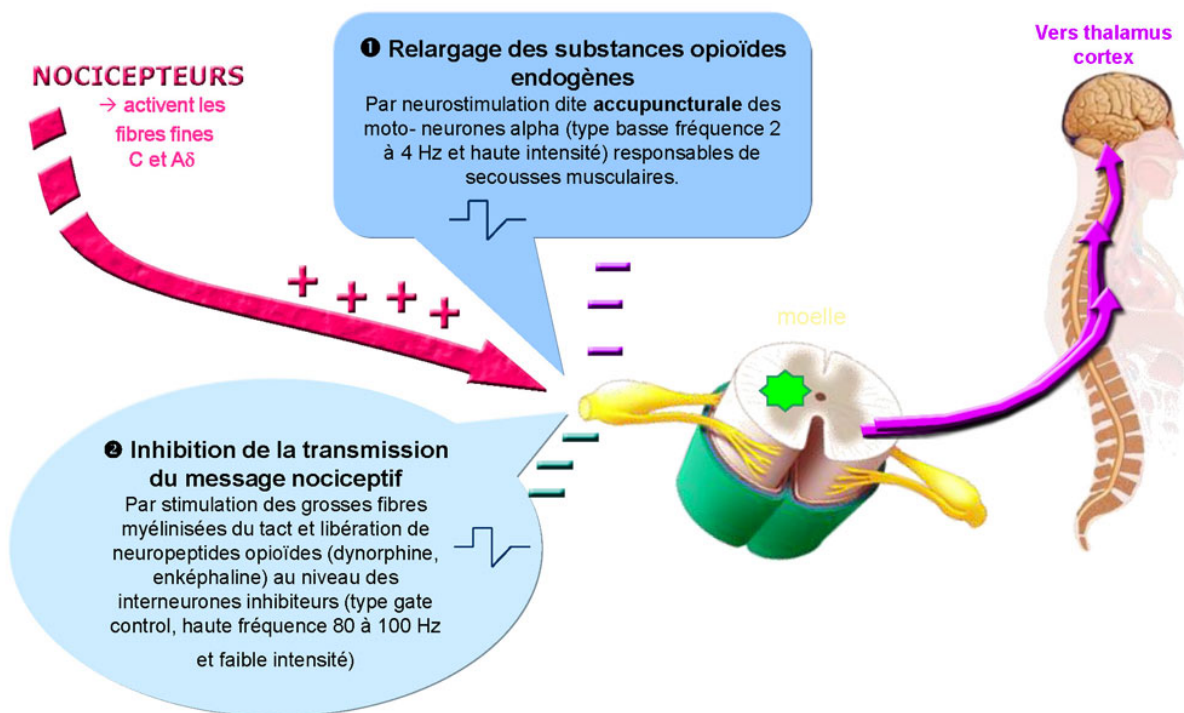 NOCICEPTEURS
→ activent les
fibres fines
C et Aδ
❶ Relargage des substances opioïdes
endogènes
Par neurostimulation dite accupuncturale des
moto- neurones alpha (type basse fréquence 2
à 4 Hz et haute intensité) responsables de
secousses musculaires.
Vers thalamus
cortex
moelle
❷ Inhibition de la transmission
du message nociceptif
Par stimulation des grosses fibres
myélinisées du tact et libération de
neuropeptides opioïdes (dynorphine,
enképhaline) au niveau des
interneurones inhibiteurs (type gate
control, haute fréquence 80 à 100 Hz
et faible intensité)